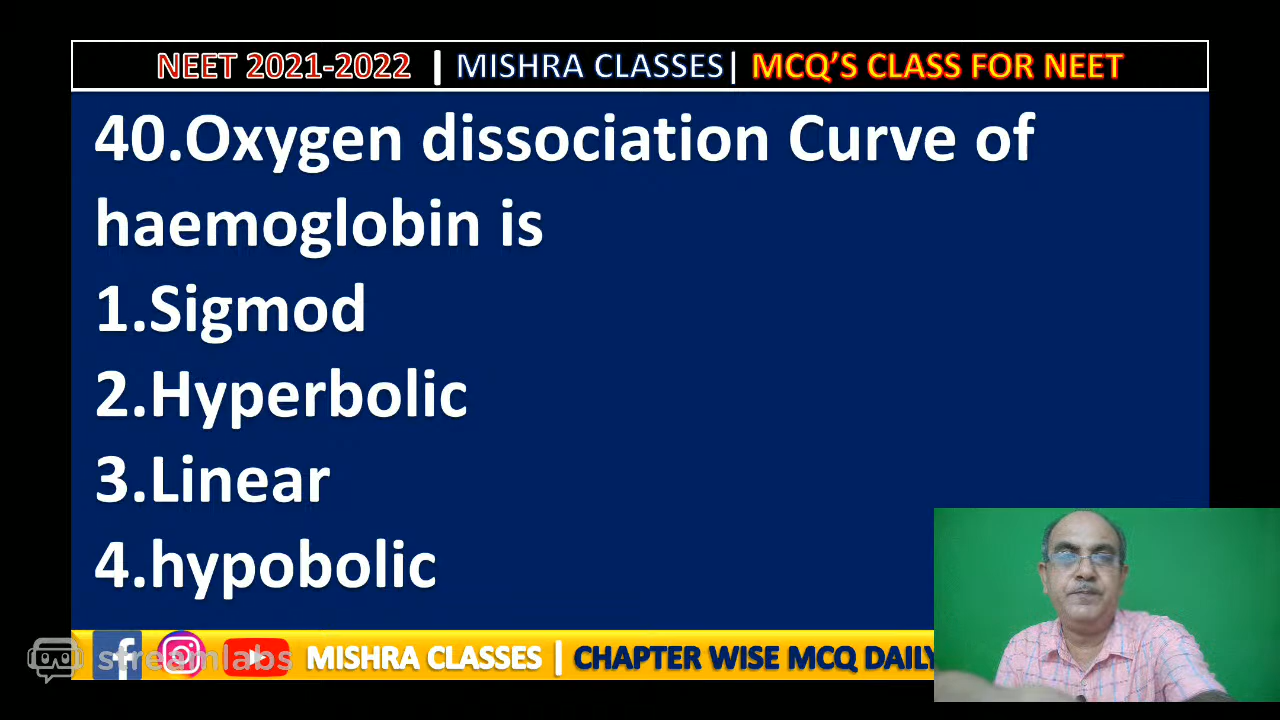 NEET 2021-2022 | MISHRA CLASSES| MCQ'S CLASS FOR NEET
40.Oxygen dissociation Curve of
haemoglobin is
1.Sigmod
2.Hyperbolic
3.Linear
4.hypobolic
streamlabs
MISHRA CLASSES | CHAPTER WISE MCQ DAILY